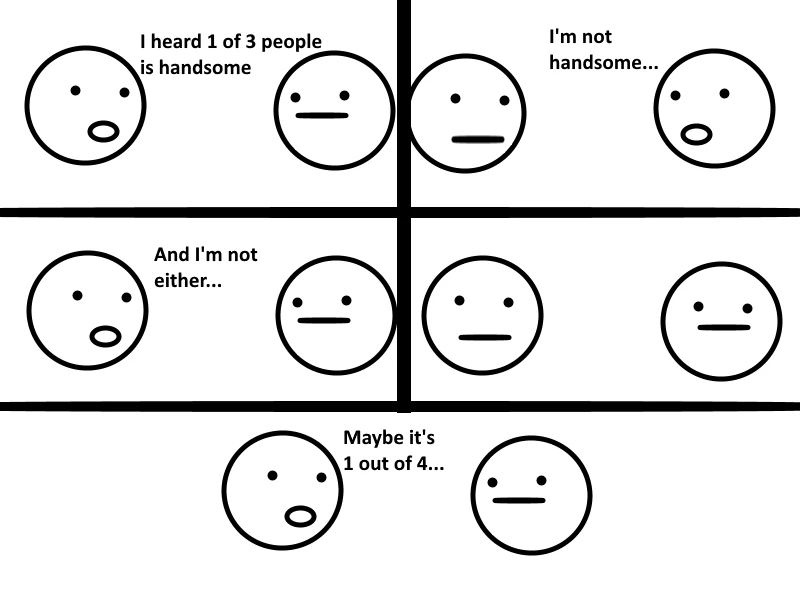 I heard 1 of 3 people
is handsome
I'm not
handsome...
And I'm not
either...
Maybe it's
1 out of 4...